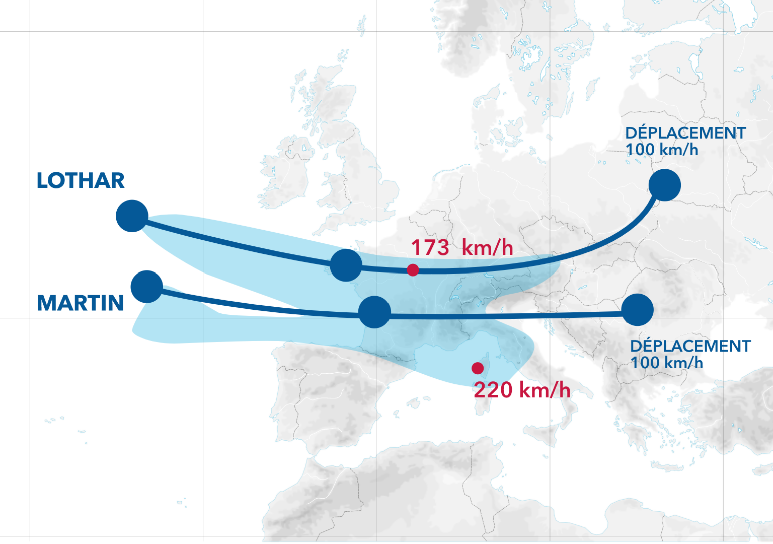 DÉPLACEMENT
100 km/h
LOTHAR
173 km/h
MARTIN
DÉPLACEMENT
100 km/h
220 km/h